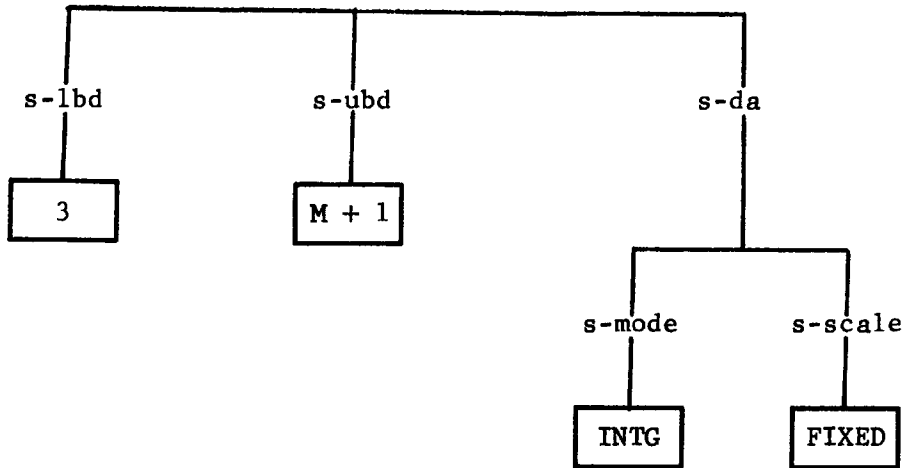 s-lbd s-ubd s-da
3 M + 1
s-mode s-scale
INTG FIXED